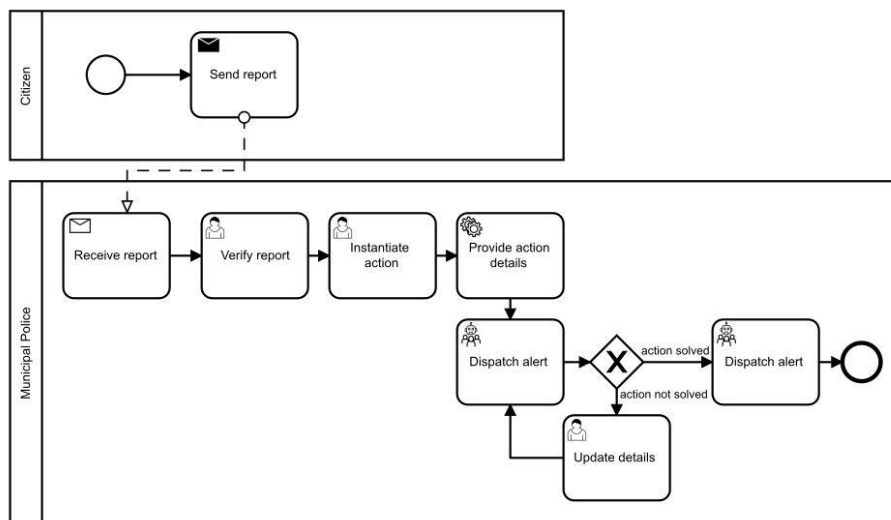 Citizen
Send report
Municipal Police
Receive report
Verify report
Instantiate
action
Provide action
details
Dispatch alert
action solved
Dispatch alert
action not solved
Update details